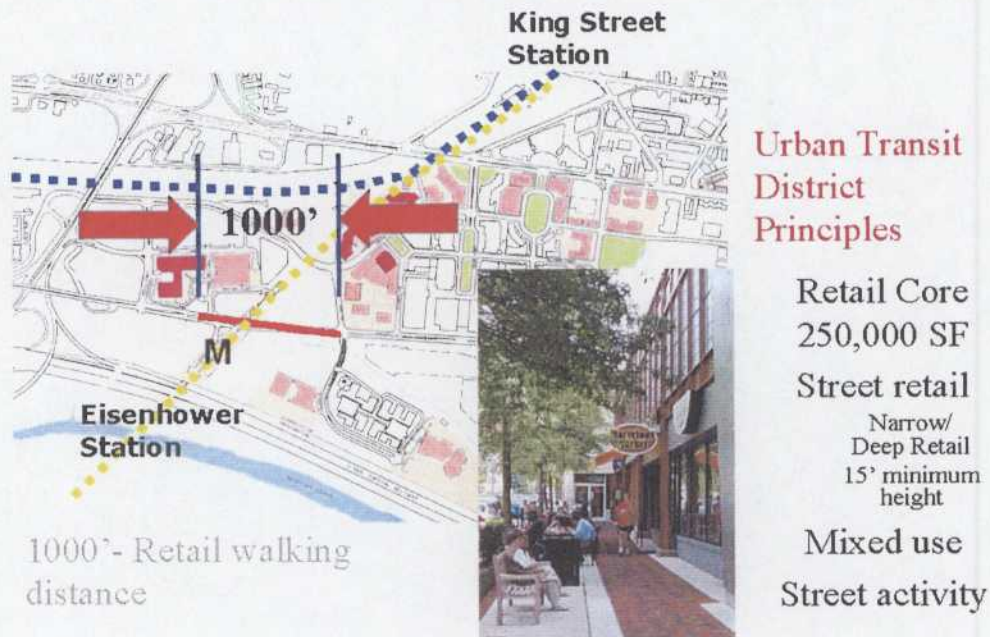 King Street
Station
1000’
M
Eisenhower
Station
1000’- Retail walking
distance
Urban Transit
District
Principles
Retail Core
250,000 SF
Street retail
Narrow/
Deep Retail
15’ minimum
height
Mixed use
Street activity